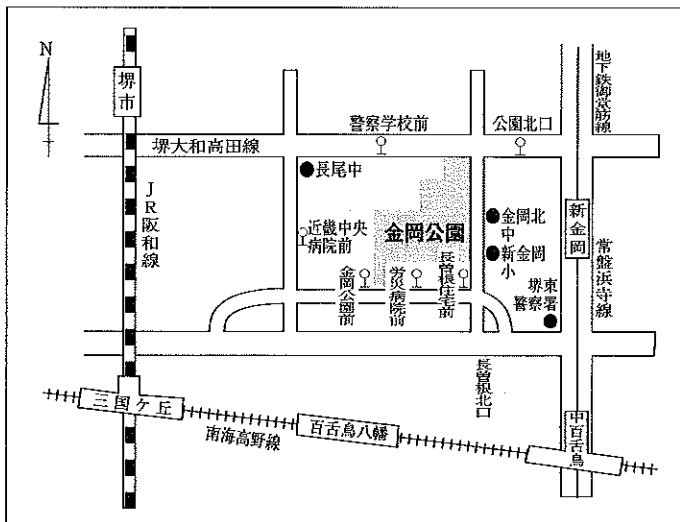 N
堺市
地下鉄御堂筋線
警察学校前
公園北口
堺大和高田線
JR阪和線
●長尾中
近畿中央
病院前
金岡公園
●金岡北
中
●新金岡
小
新金岡
常盤浜寺線
金岡公園前
労災病院前
長曽根住宅前
堺東
警察署
長曽根北口
三国ケ丘
南海高野線
百舌鳥八幡
中百舌鳥